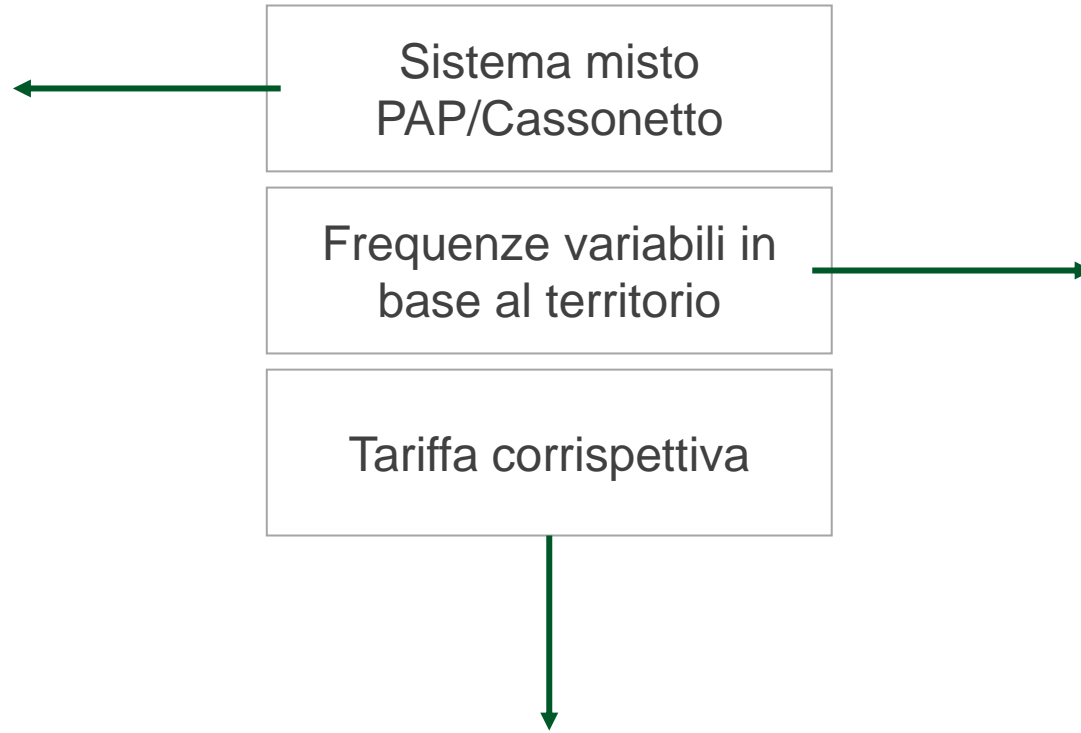 Sistema misto
PAP/Cassonetto
Frequenze variabili in
base al territorio
Tariffa corrispettiva